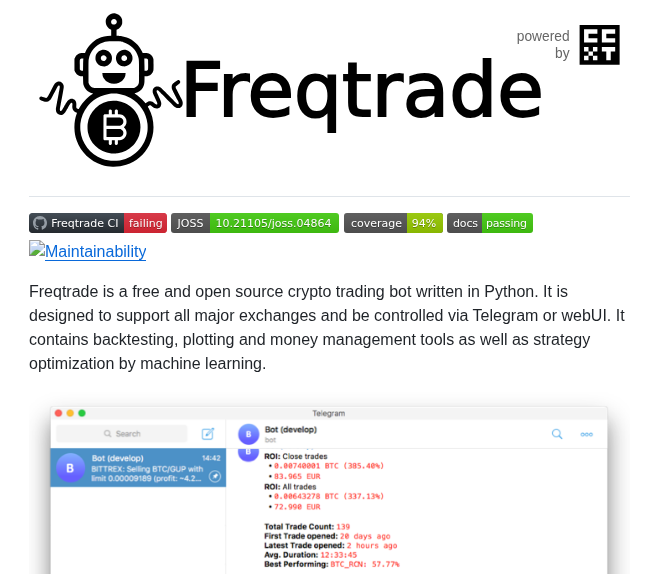 powered
by
Freqtrade
Freqtrade CI failing JOSS 10.21105/joss.04864 coverage 94% docs passing
Maintainability
Freqtrade is a free and open source crypto trading bot written in Python. It is
designed to support all major exchanges and be controlled via Telegram or webUI. It
contains backtesting, plotting and money management tools as well as strategy
optimization by machine learning.
Telegram
Search
Bot (develop)
bot
B
Bot (develop) 14:42
BITTREX: Selling BTC/GUP with
limit 0.00009189 (profit: ~4.2...
B
B
ROI: Close trades
• 0.00740001 BTC (385.40%)
• 83.965 EUR
ROI: All trades
• 0.00643278 BTC (337.13%)
• 72.990 EUR
Total Trade Count: 139
First Trade opened: 20 days ago
Latest Trade opened: 2 hours ago
Avg. Duration: 12:33:45
Best Performing: BTC_RCN: 57.77%